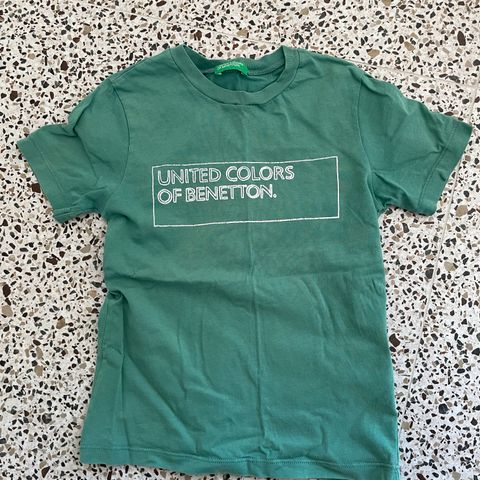 UNITED COLORS
OF BENETTON.